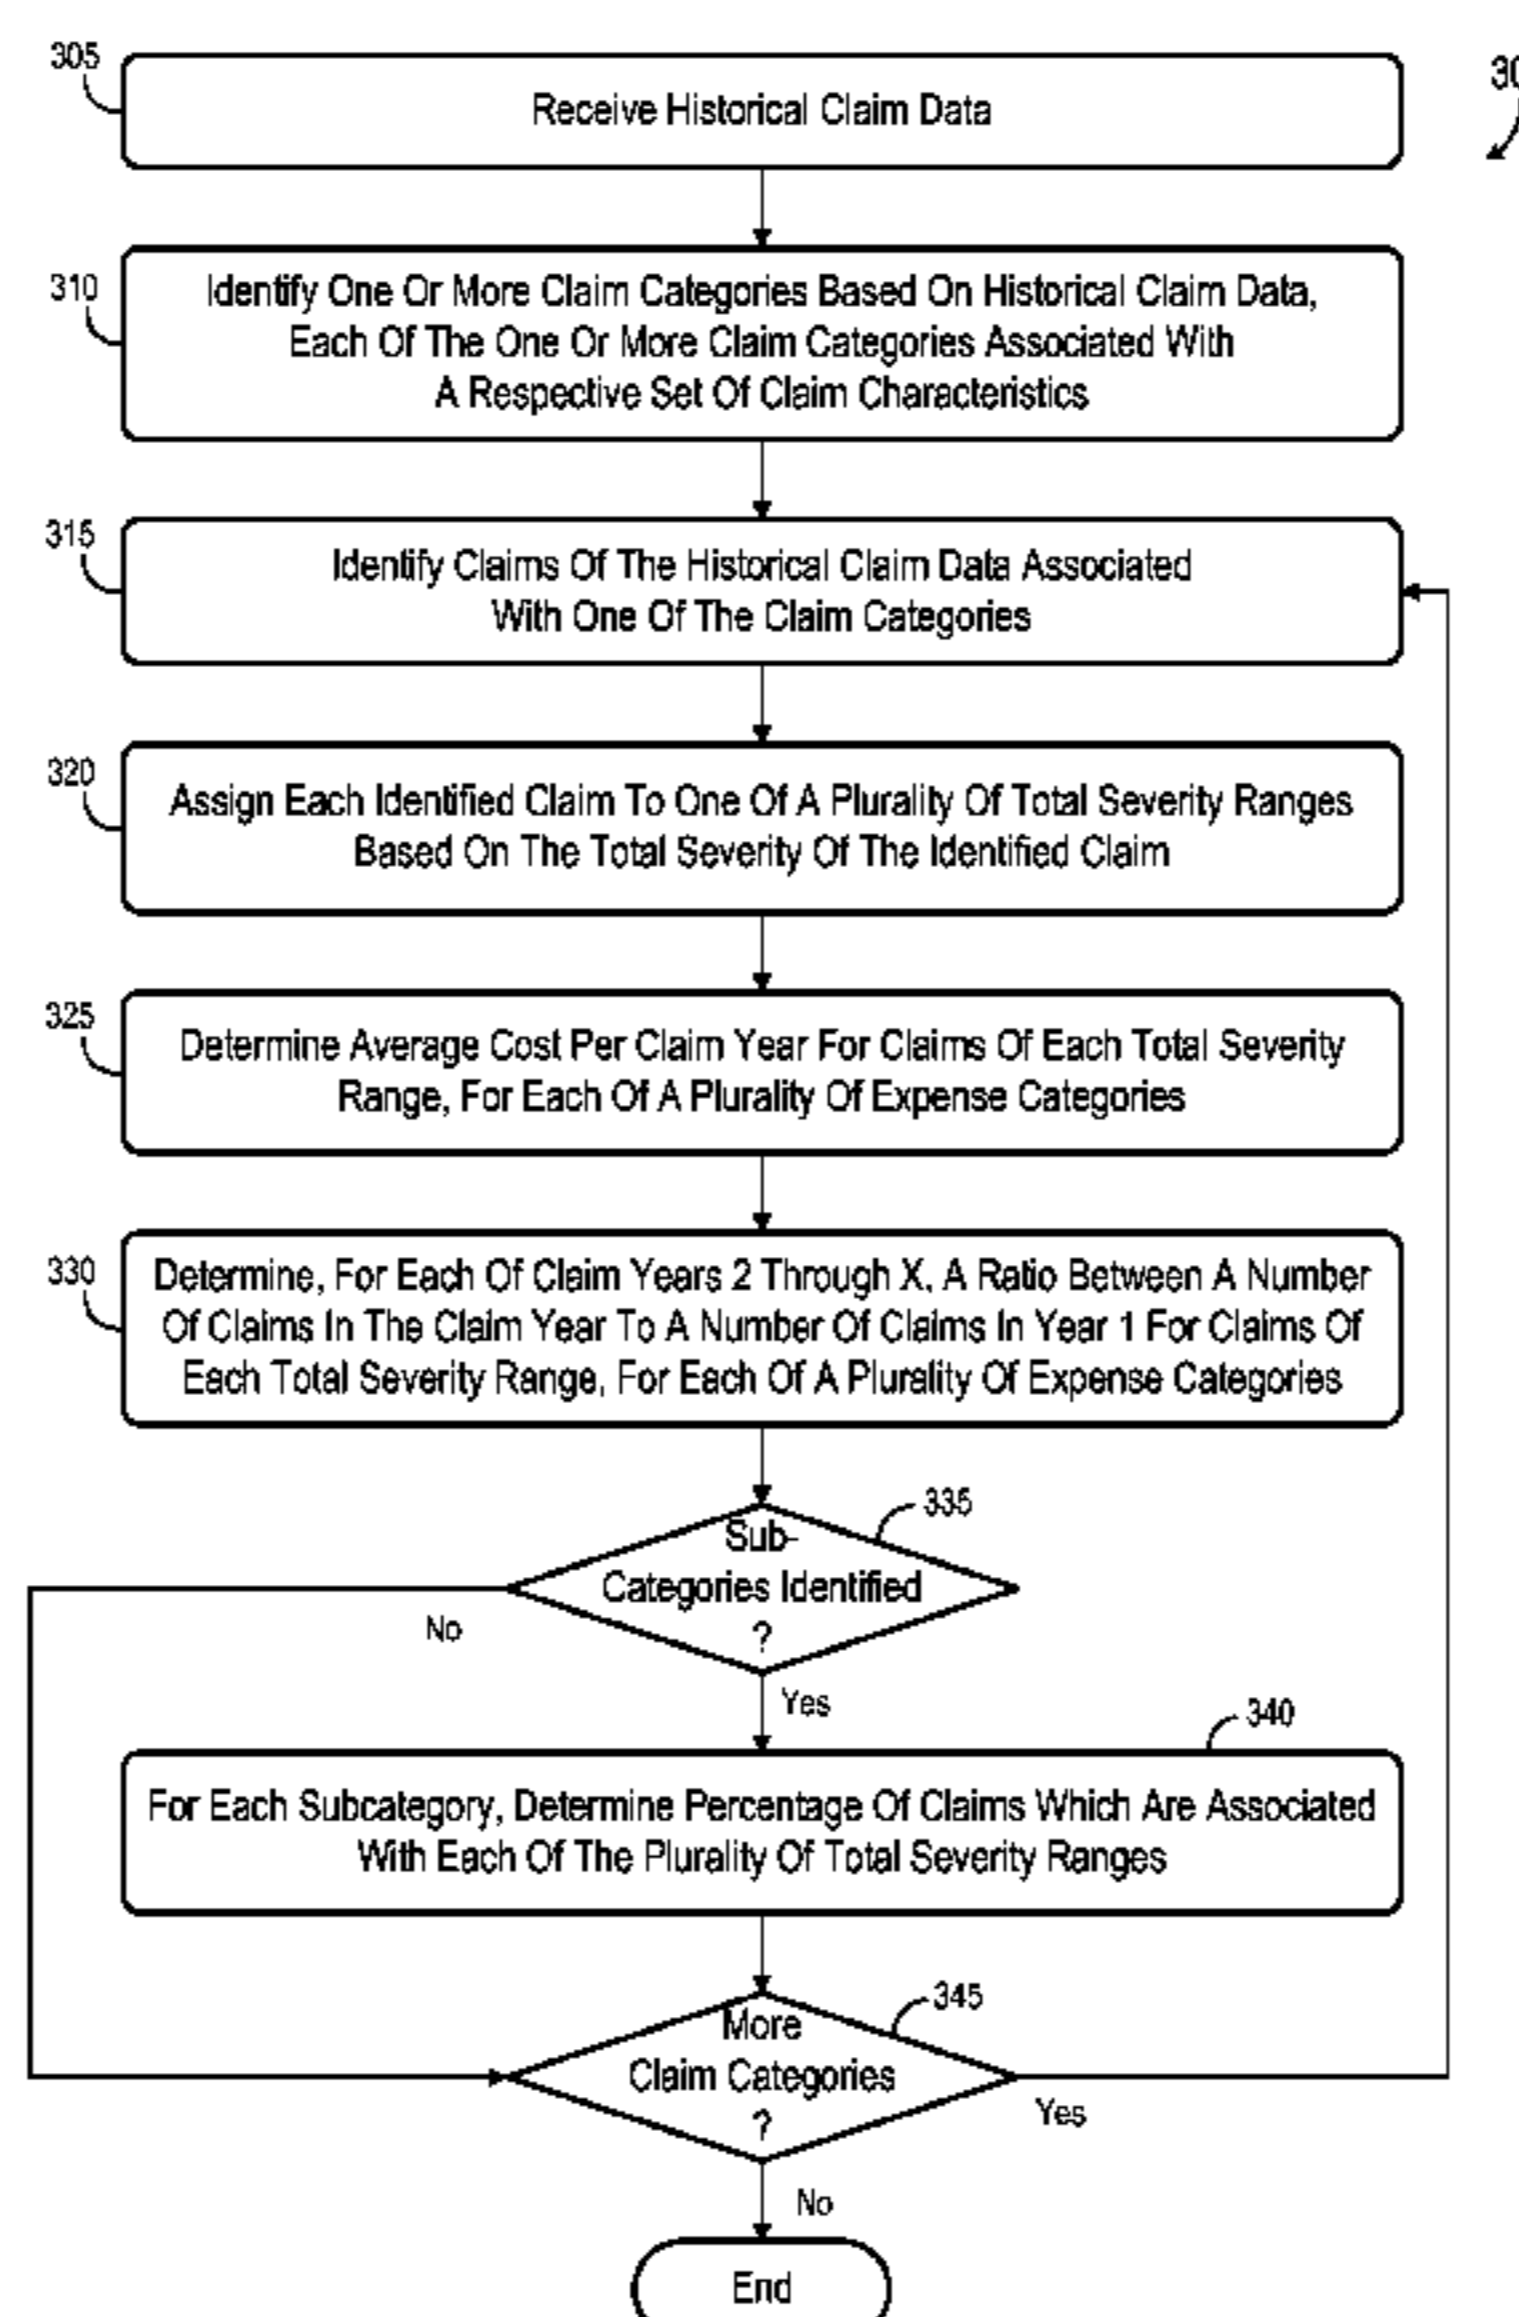 305
Receive Historical Claim Data
310
Identify One Or More Claim Categories Based On Historical Claim Data,
Each Of The One Or More Claim Categories Associated With
A Respective Set Of Claim Characteristics
315
Identify Claims Of The Historical Claim Data Associated
With One Of The Claim Categories
320
Assign Each Identified Claim To One Of A Plurality Of Total Severity Ranges
Based On The Total Severity Of The Identified Claim
325
Determine Average Cost Per Claim Year For Claims Of Each Total Severity
Range, For Each Of A Plurality Of Expense Categories
330
Determine, For Each Of Claim Years 2 Through X, A Ratio Between A Number
Of Claims In The Claim Year To A Number Of Claims In Year 1 For Claims Of
Each Total Severity Range, For Each Of A Plurality Of Expense Categories
335
Sub-
Categories Identified
?
No
Yes
340
For Each Subcategory, Determine Percentage Of Claims Which Are Associated
With Each Of The Plurality Of Total Severity Ranges
345
More
Claim Categories
?
Yes
No
End